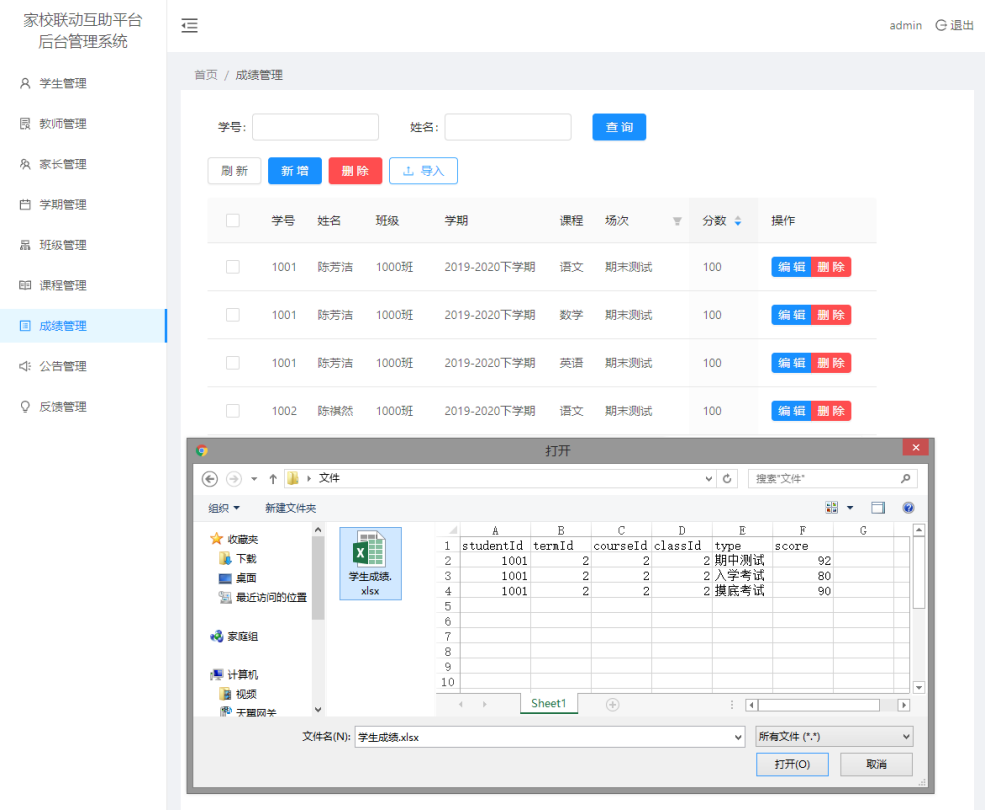 家校联动互助平台
后台管理系统
admin 退出
学生管理
教师管理
家长管理
学期管理
班级管理
课程管理
成绩管理
公告管理
反馈管理
首页 / 成绩管理
学号: 姓名: 查 询
刷 新 新 增 删 除 导入
学号 姓名 班级 学期 课程 场次 分数 操作
1001 陈芳洁 1000班 2019-2020下学期 语文 期末测试 100 编 辑 删 除
1001 陈芳洁 1000班 2019-2020下学期 数学 期末测试 100 编 辑 删 除
1001 陈芳洁 1000班 2019-2020下学期 英语 期末测试 100 编 辑 删 除
1002 陈祺然 1000班 2019-2020下学期 语文 期末测试 100 编 辑 删 除
打开
文件 搜索"文件"
组织 新建文件夹
收藏夹
下载
桌面
最近访问的位置
家庭组
计算机
视频
天翼网关
学生成绩.
xlsx
A B C D E F G
1 studentId termId courseId classId type score
2 1001 2 2 2 期中测试 92
3 1001 2 2 2 入学考试 80
4 1001 2 2 2 摸底考试 90
5
6
7
8
9
10
Sheet1
文件名(N): 学生成绩.xlsx 所有文件 (*.*)
打开(O) 取消